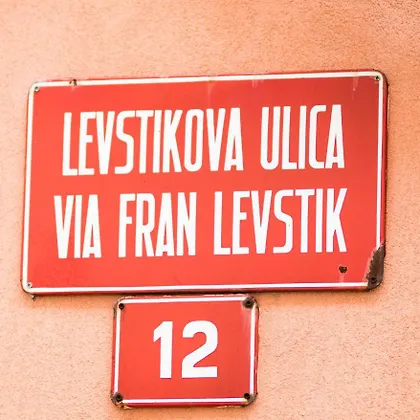 LEVSTIKOVA ULICA
VIA FRAN LEVSTIK
12